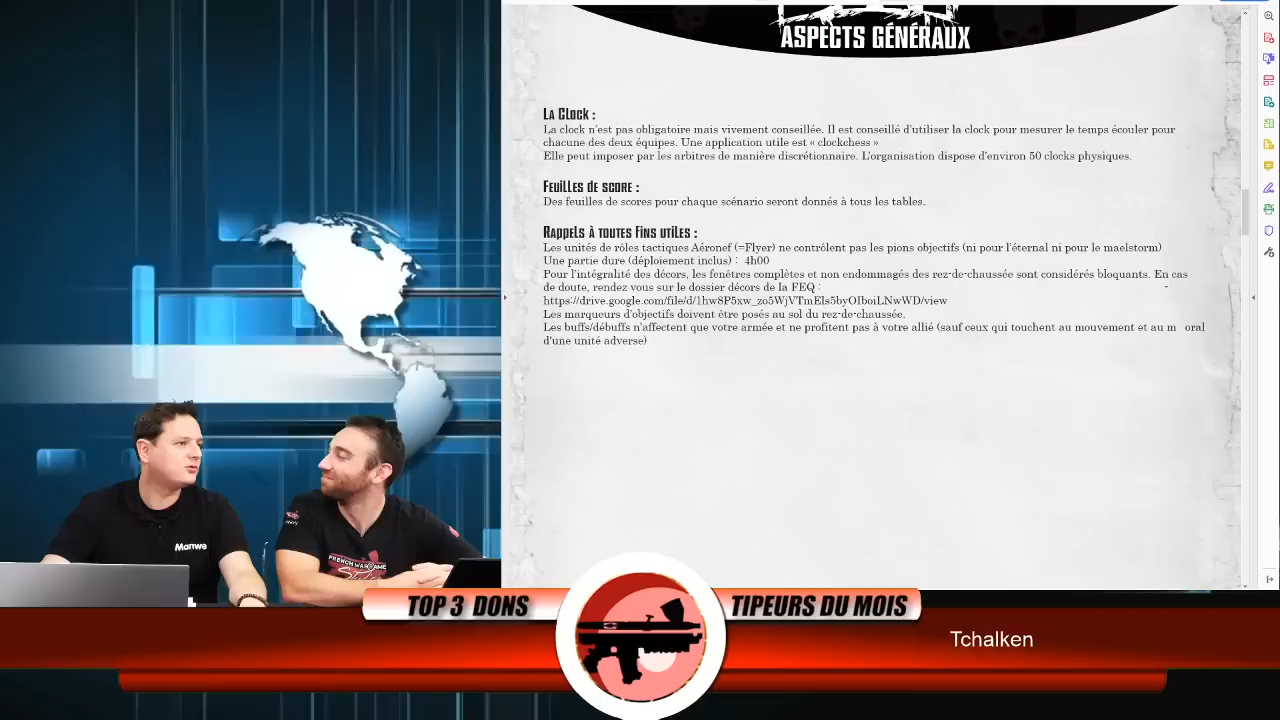 ASPECTS GÉNÉRAUX
La Clock :
La clock n'est pas obligatoire mais vivement conseillée. Il est conseillé d'utiliser la clock pour mesurer le temps écouler pour
chacune des deux équipes. Une application utile est « clockchess »
Elle peut imposer par les arbitres de manière discrétionnaire. L'organisation dispose d'environ 50 clocks physiques.
Feuilles de score :
Des feuilles de scores pour chaque scénario seront donnés à tous les tables.
Rappels à toutes fins utiles :
Les unités de rôles tactiques Aéronef (=Flyer) ne contrôlent pas les pions objectifs (ni pour l'éternal ni pour le maelstorm)
Une partie dure (déploiement inclus) : 4h00
Pour l'intégralité des décors, les fenêtres complètes et non endommagés des rez-de-chaussée sont considérés bloquants. En cas
de doute, rendez vous sur le dossier décors de la FEQ : -
https://drive.google.com/file/d/1hw8P5xw_zo5WjVTmEls5byOIboiLNwWD/view
Les marqueurs d'objectifs doivent être posés au sol du rez-de-chaussée.
Les buffs/débuffs n'affectent que votre armée et ne profitent pas à votre allié (sauf ceux qui touchent au mouvement et au m oral
d'une unité adverse)
Manwe
FRENCH WARGAME
Studio
TOP 3 DONS
TIPEURS DU MOIS
Tchalken